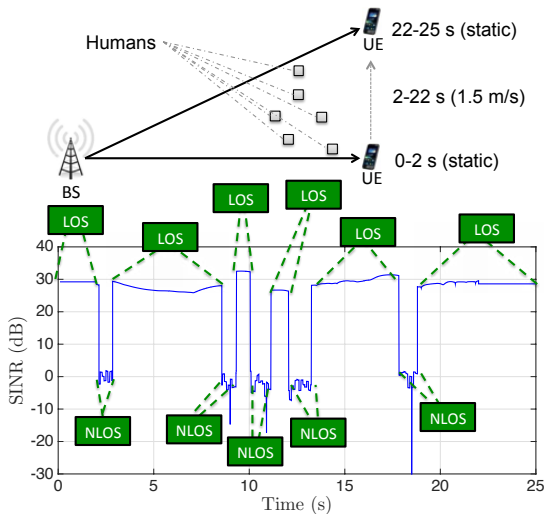 22-25 s (static)
Humans
UE
2-22 s (1.5 m/s)
0-2 s (static)
BS
UE
LOS
LOS
LOS
LOS
LOS
LOS
40
30
20
10
0
-10
-20
-30
SINR (dB)
NLOS
NLOS
NLOS
NLOS
NLOS
0
5
10
15
20
25
Time (s)